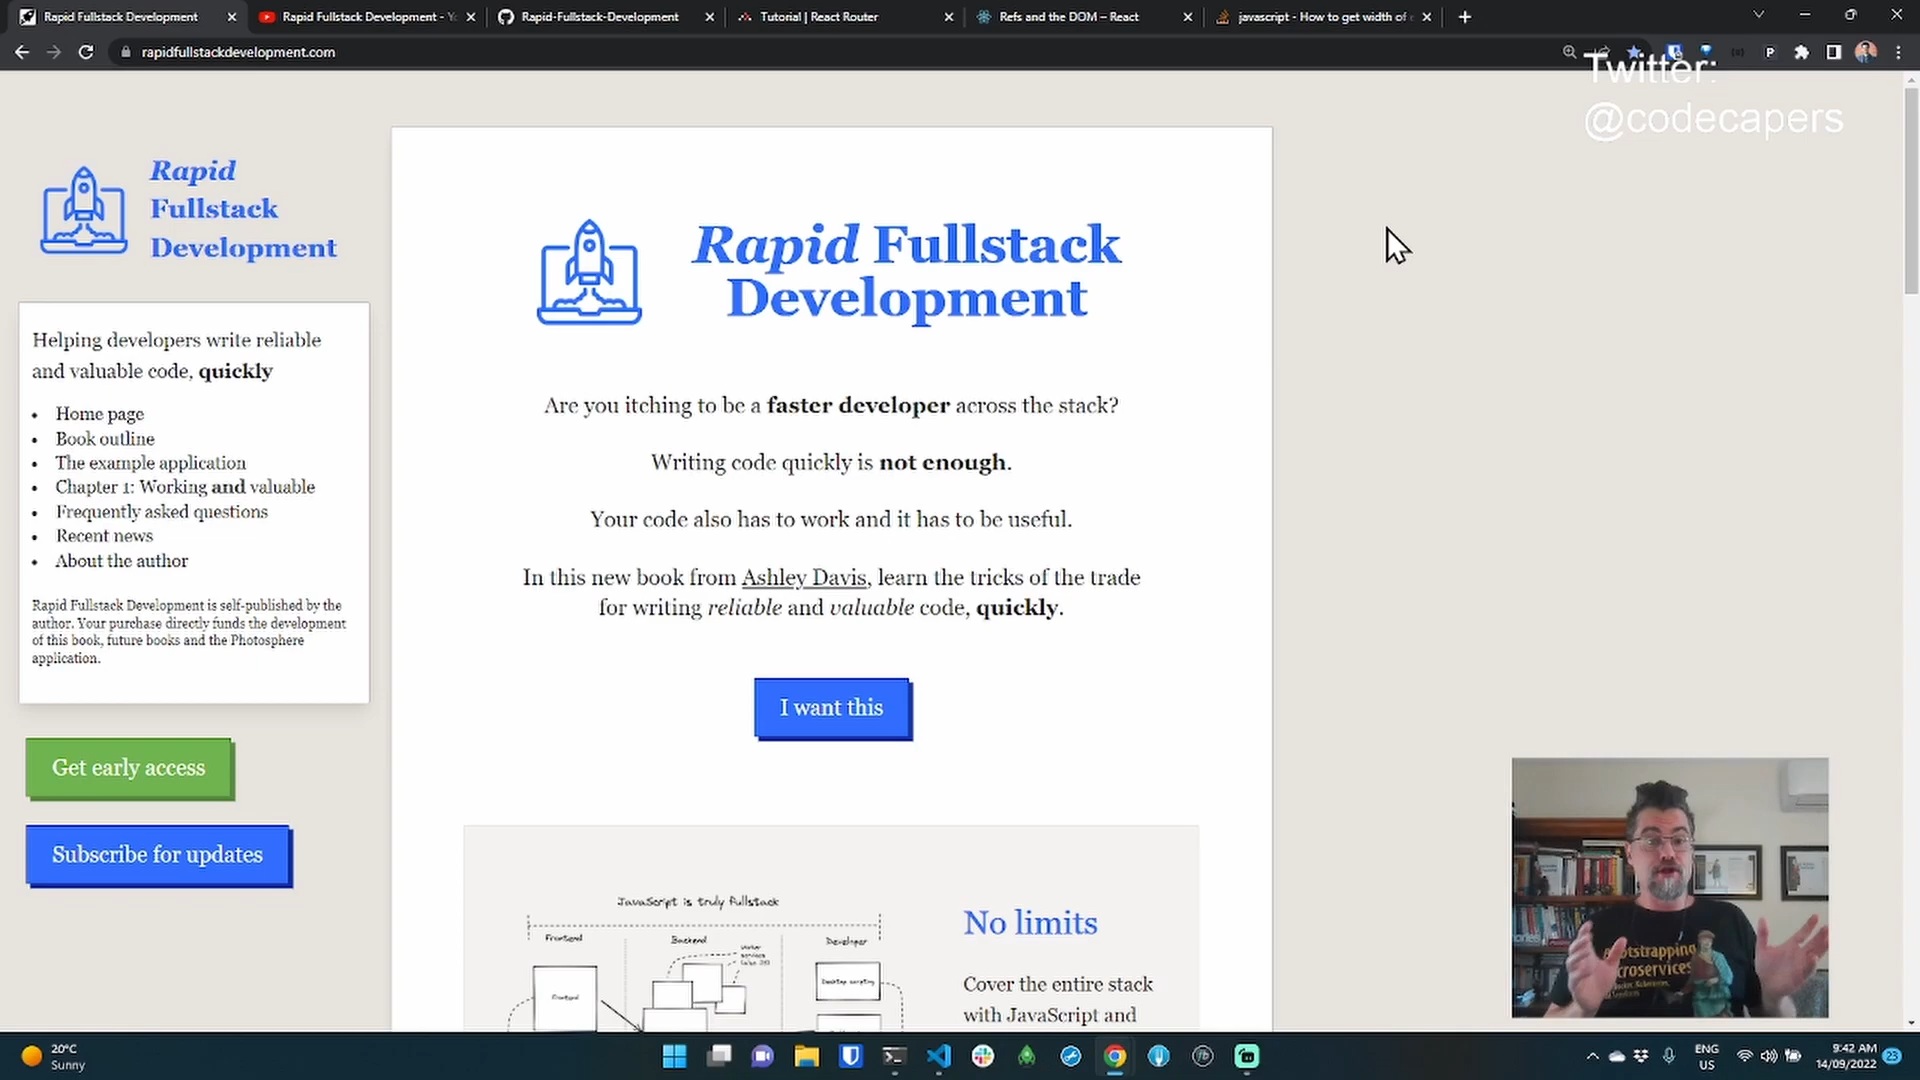 Rapid Fullstack Development
Rapid Fullstack Development - Yo
Rapid-Fullstack-Development
Tutorial | React Router
Refs and the DOM – React
javascript - How to get width of
rapidfullstackdevelopment.com
Twitter:
@codecapers
Rapid
Fullstack
Development
Helping developers write reliable
and valuable code, quickly
• Home page
• Book outline
• The example application
• Chapter 1: Working and valuable
• Frequently asked questions
• Recent news
• About the author
Rapid Fullstack Development is self-published by the
author. Your purchase directly funds the development
of this book, future books and the Photosphere
application.
Get early access
Subscribe for updates
Rapid Fullstack
Development
Are you itching to be a faster developer across the stack?
Writing code quickly is not enough.
Your code also has to work and it has to be useful.
In this new book from Ashley Davis, learn the tricks of the trade
for writing reliable and valuable code, quickly.
I want this
JavaScript is truly fullstack
Frontend
Backend
Developer
Frontend
Desktop scripting
No limits
Cover the entire stack
with JavaScript and
ootstrapping
croservices
20°C
Sunny
ENG
US
9:42 AM
14/09/2022
23